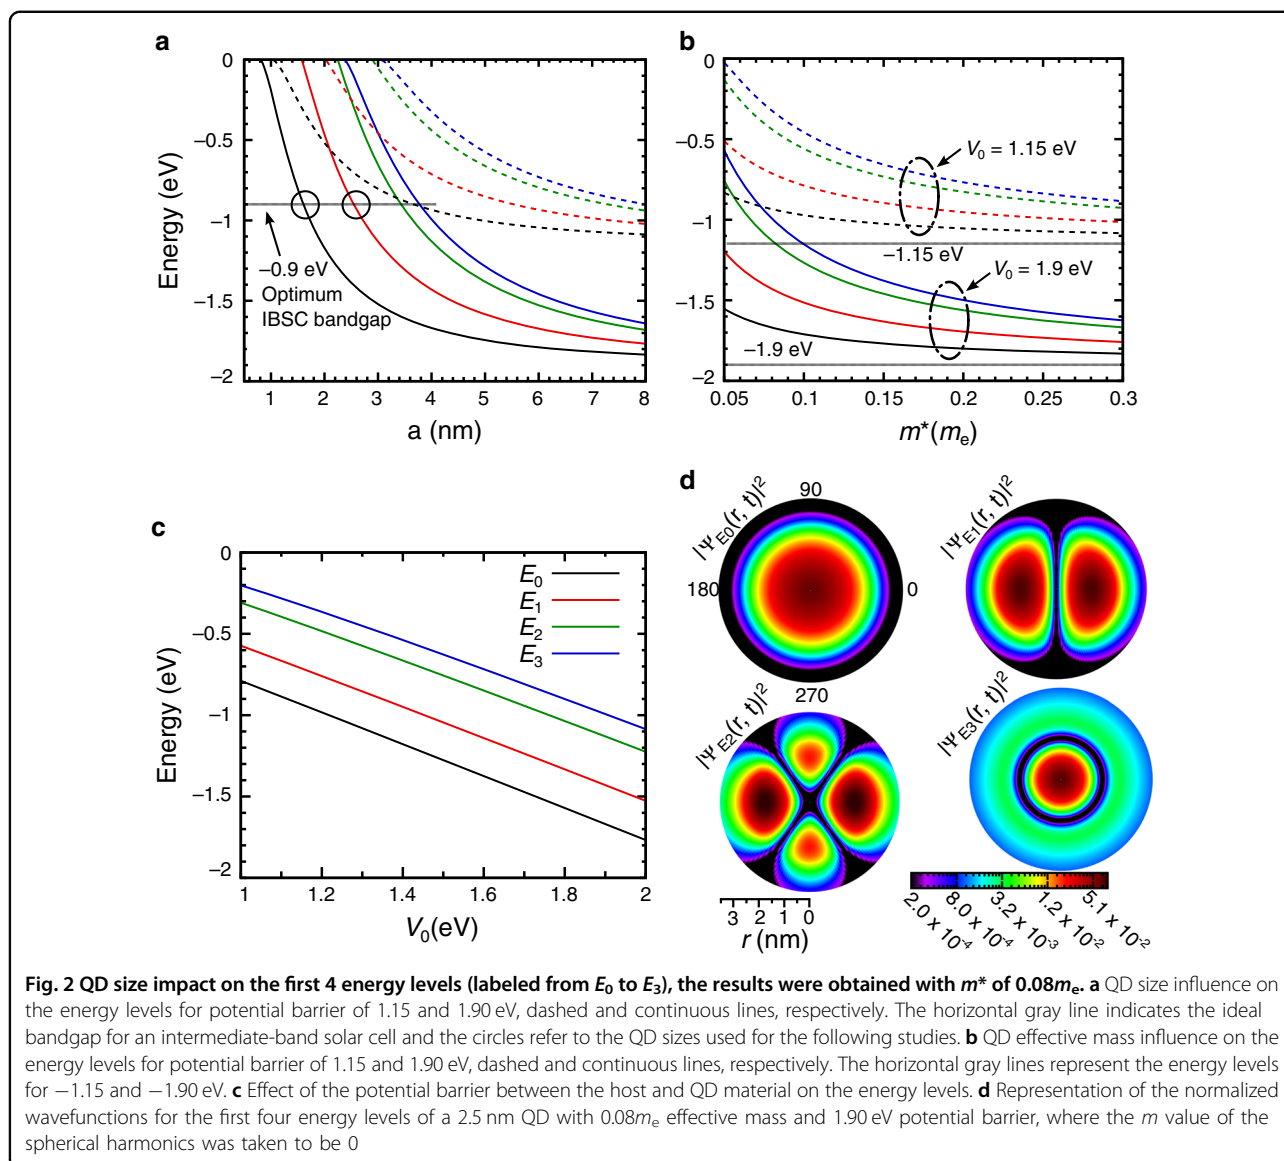 a
0
−0.5
−1
−1.5
−2
Energy (eV)
−0.9 eV
Optimum
IBSC bandgap
1 2 3 4 5 6 7 8
a (nm)
b
0
−0.5
−1
−1.5
−2
V0 = 1.15 eV
−1.15 eV
V0 = 1.9 eV
−1.9 eV
0.05 0.1 0.15 0.2 0.25 0.3
m*(me)
c
0
−0.5
−1
−1.5
−2
Energy (eV)
E0
E1
E2
E3
1 1.2 1.4 1.6 1.8 2
V0(eV)
d
|ΨE0(r, t)|²
90
180
0
270
|ΨE1(r, t)|²
|ΨE2(r, t)|²
|ΨE3(r, t)|²
3 2 1 0
r (nm)
2.0 x 10⁻⁴ 8.0 x 10⁻⁴ 3.2 x 10⁻³ 1.2 x 10⁻² 5.1 x 10⁻²
Fig. 2 QD size impact on the first 4 energy levels (labeled from E0 to E3), the results were obtained with m* of 0.08me. a QD size influence on
the energy levels for potential barrier of 1.15 and 1.90 eV, dashed and continuous lines, respectively. The horizontal gray line indicates the ideal
bandgap for an intermediate-band solar cell and the circles refer to the QD sizes used for the following studies. b QD effective mass influence on the
energy levels for potential barrier of 1.15 and 1.90 eV, dashed and continuous lines, respectively. The horizontal gray lines represent the energy levels
for −1.15 and −1.90 eV. c Effect of the potential barrier between the host and QD material on the energy levels. d Representation of the normalized
wavefunctions for the first four energy levels of a 2.5 nm QD with 0.08me effective mass and 1.90 eV potential barrier, where the m value of the
spherical harmonics was taken to be 0